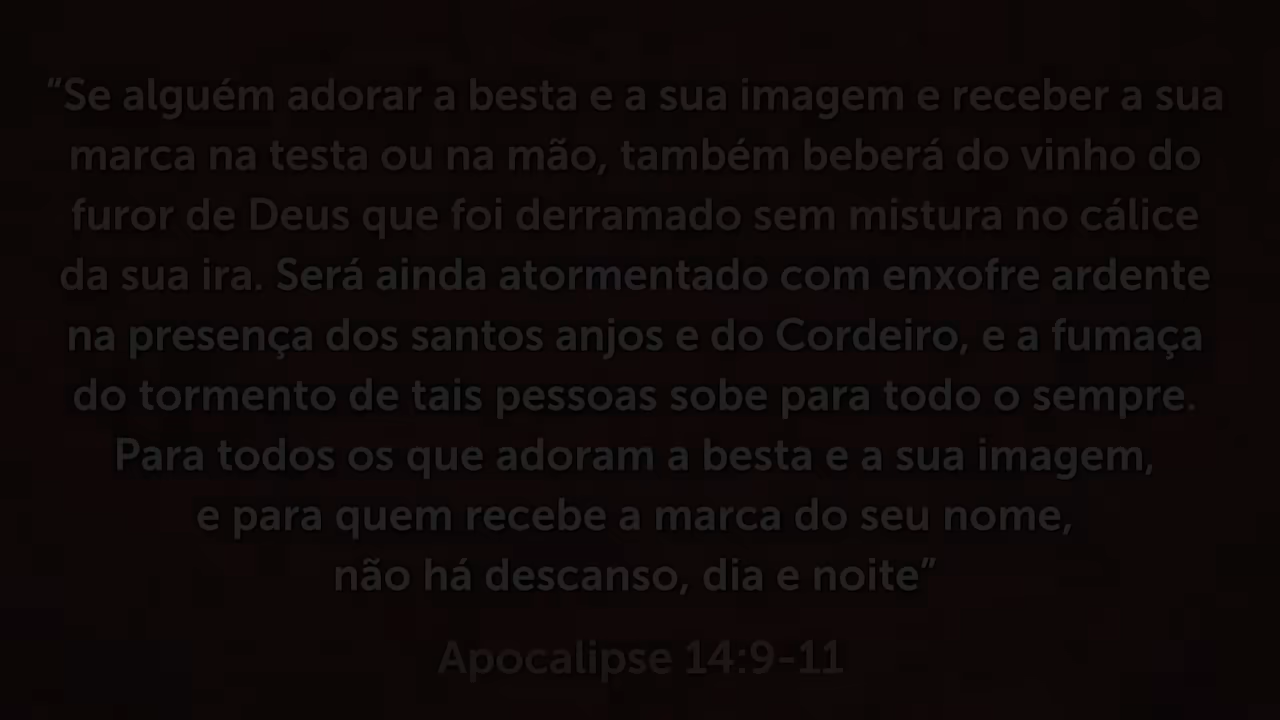 "Se alguém adorar a besta e a sua imagem e receber a sua
marca na testa ou na mão, também beberá do vinho do
furor de Deus que foi derramado sem mistura no cálice
da sua ira. Será ainda atormentado com enxofre ardente
na presença dos santos anjos e do Cordeiro, e a fumaça
do tormento de tais pessoas sobe para todo o sempre.
Para todos os que adoram a besta e a sua imagem,
e para quem recebe a marca do seu nome,
não há descanso, dia e noite”
Apocalipse 14:9-11